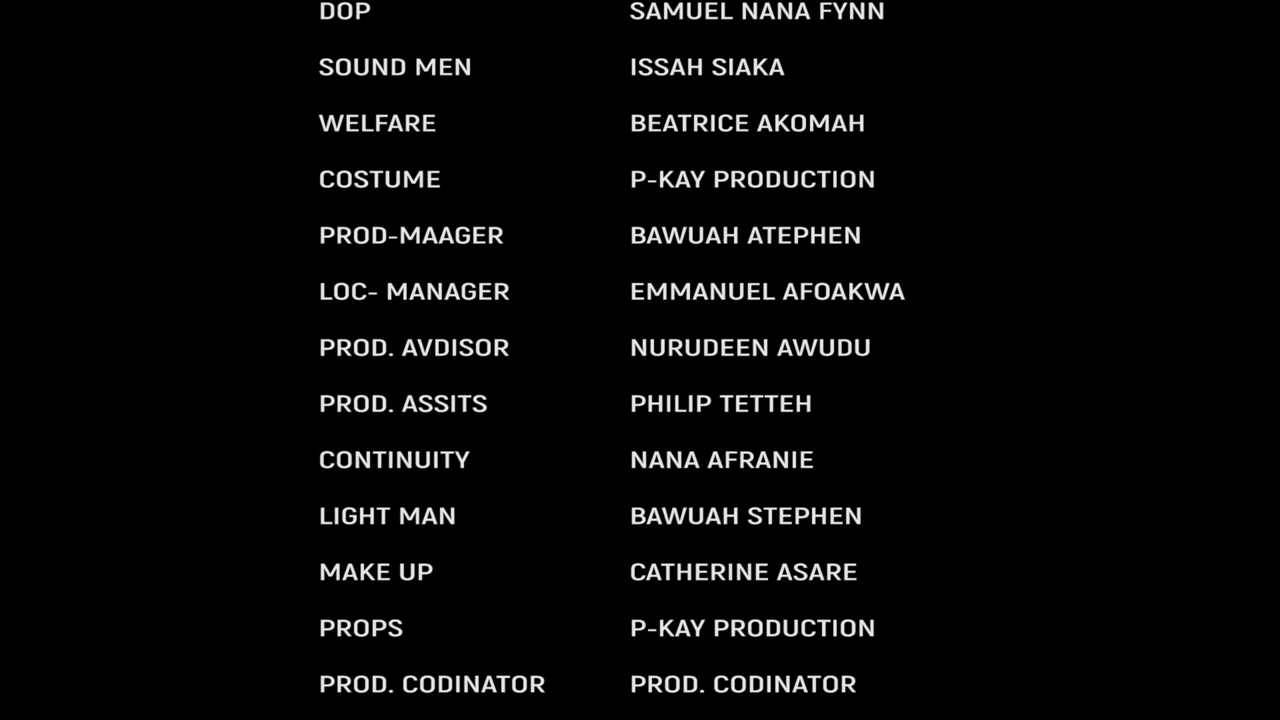 DOP SAMUEL NANA FYNN
SOUND MEN ISSAH SIAKA
WELFARE BEATRICE AKOMAH
COSTUME P-KAY PRODUCTION
PROD-MAAGER BAWUAH ATEPHEN
LOC- MANAGER EMMANUEL AFOAKWA
PROD. AVDISOR NURUDEEN AWUDU
PROD. ASSITS PHILIP TETTEH
CONTINUITY NANA AFRANIE
LIGHT MAN BAWUAH STEPHEN
MAKE UP CATHERINE ASARE
PROPS P-KAY PRODUCTION
PROD. CODINATOR PROD. CODINATOR